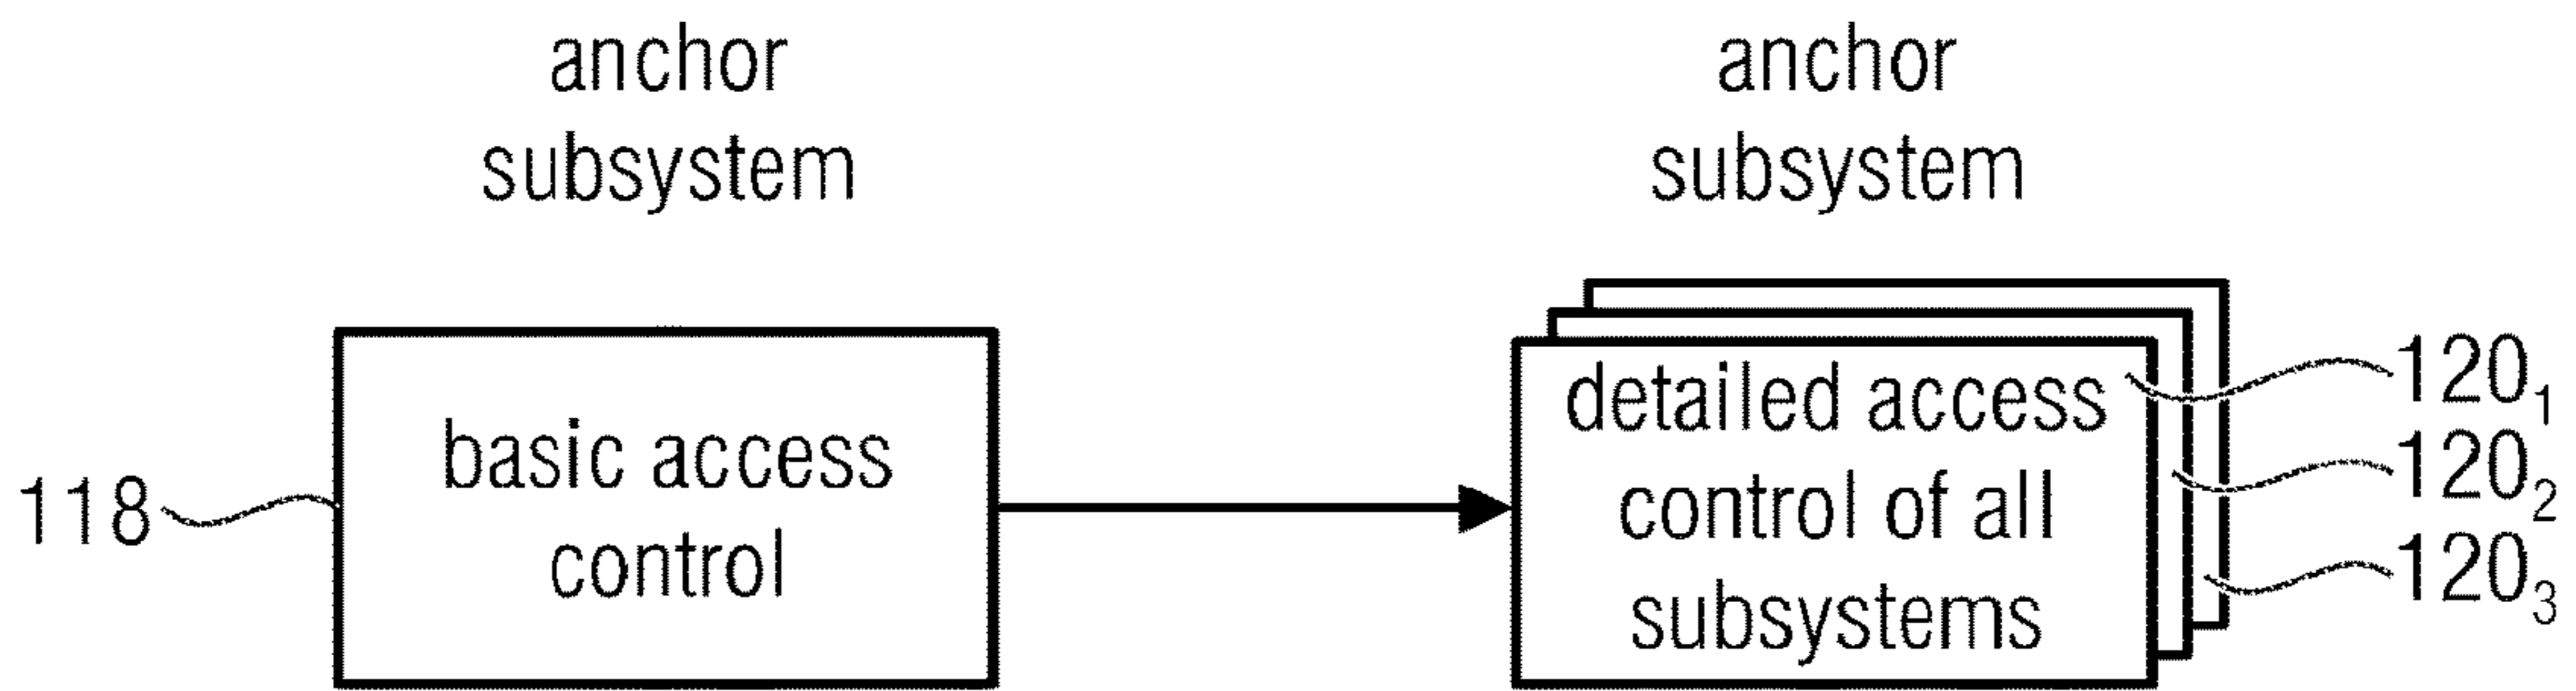 anchor
subsystem
anchor
subsystem
118
basic access
control
detailed access
control of all
subsystems
120₁
120₂
120₃